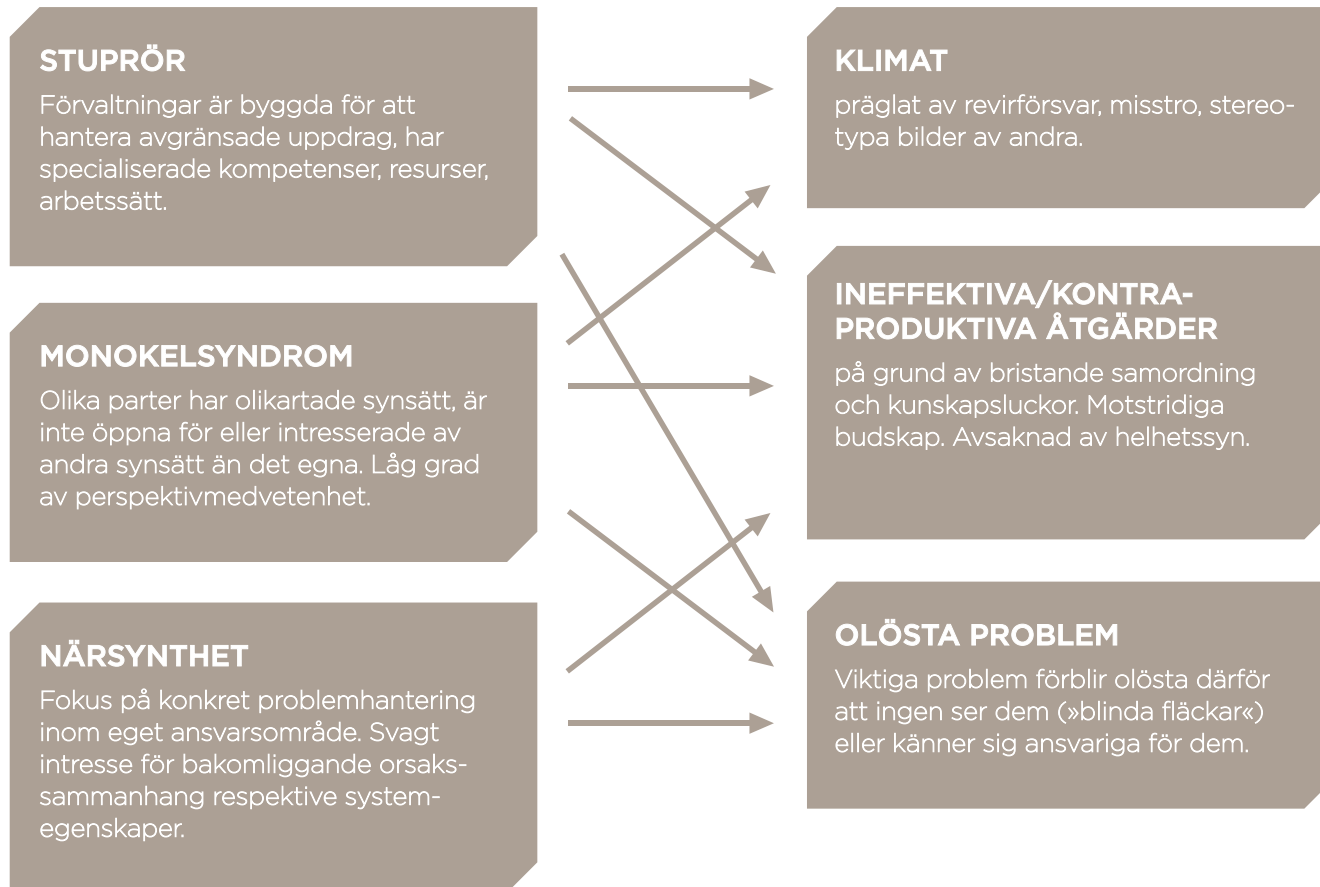 STUPRÖR
Förvaltningar är byggda för att
hantera avgränsade uppdrag, har
specialiserade kompetenser, resurser,
arbetssätt.
MONOKELSYNDROM
Olika parter har olikartade synsätt, är
inte öppna för eller intresserade av
andra synsätt än det egna. Låg grad
av perspektivmedvetenhet.
NÄRSYNTHET
Fokus på konkret problemhantering
inom eget ansvarsområde. Svagt
intresse för bakomliggande orsaks-
sammanhang respektive system-
egenskaper.
KLIMAT
präglat av revirförsvar, misstro, stereo-
typa bilder av andra.
INEFFEKTIVA/KONTRA-
PRODUKTIVA ÅTGÄRDER
på grund av bristande samordning
och kunskapsluckor. Motstridiga
budskap. Avsaknad av helhetssyn.
OLÖSTA PROBLEM
Viktiga problem förblir olösta därför
att ingen ser dem (»blinda fläckar«)
eller känner sig ansvariga för dem.